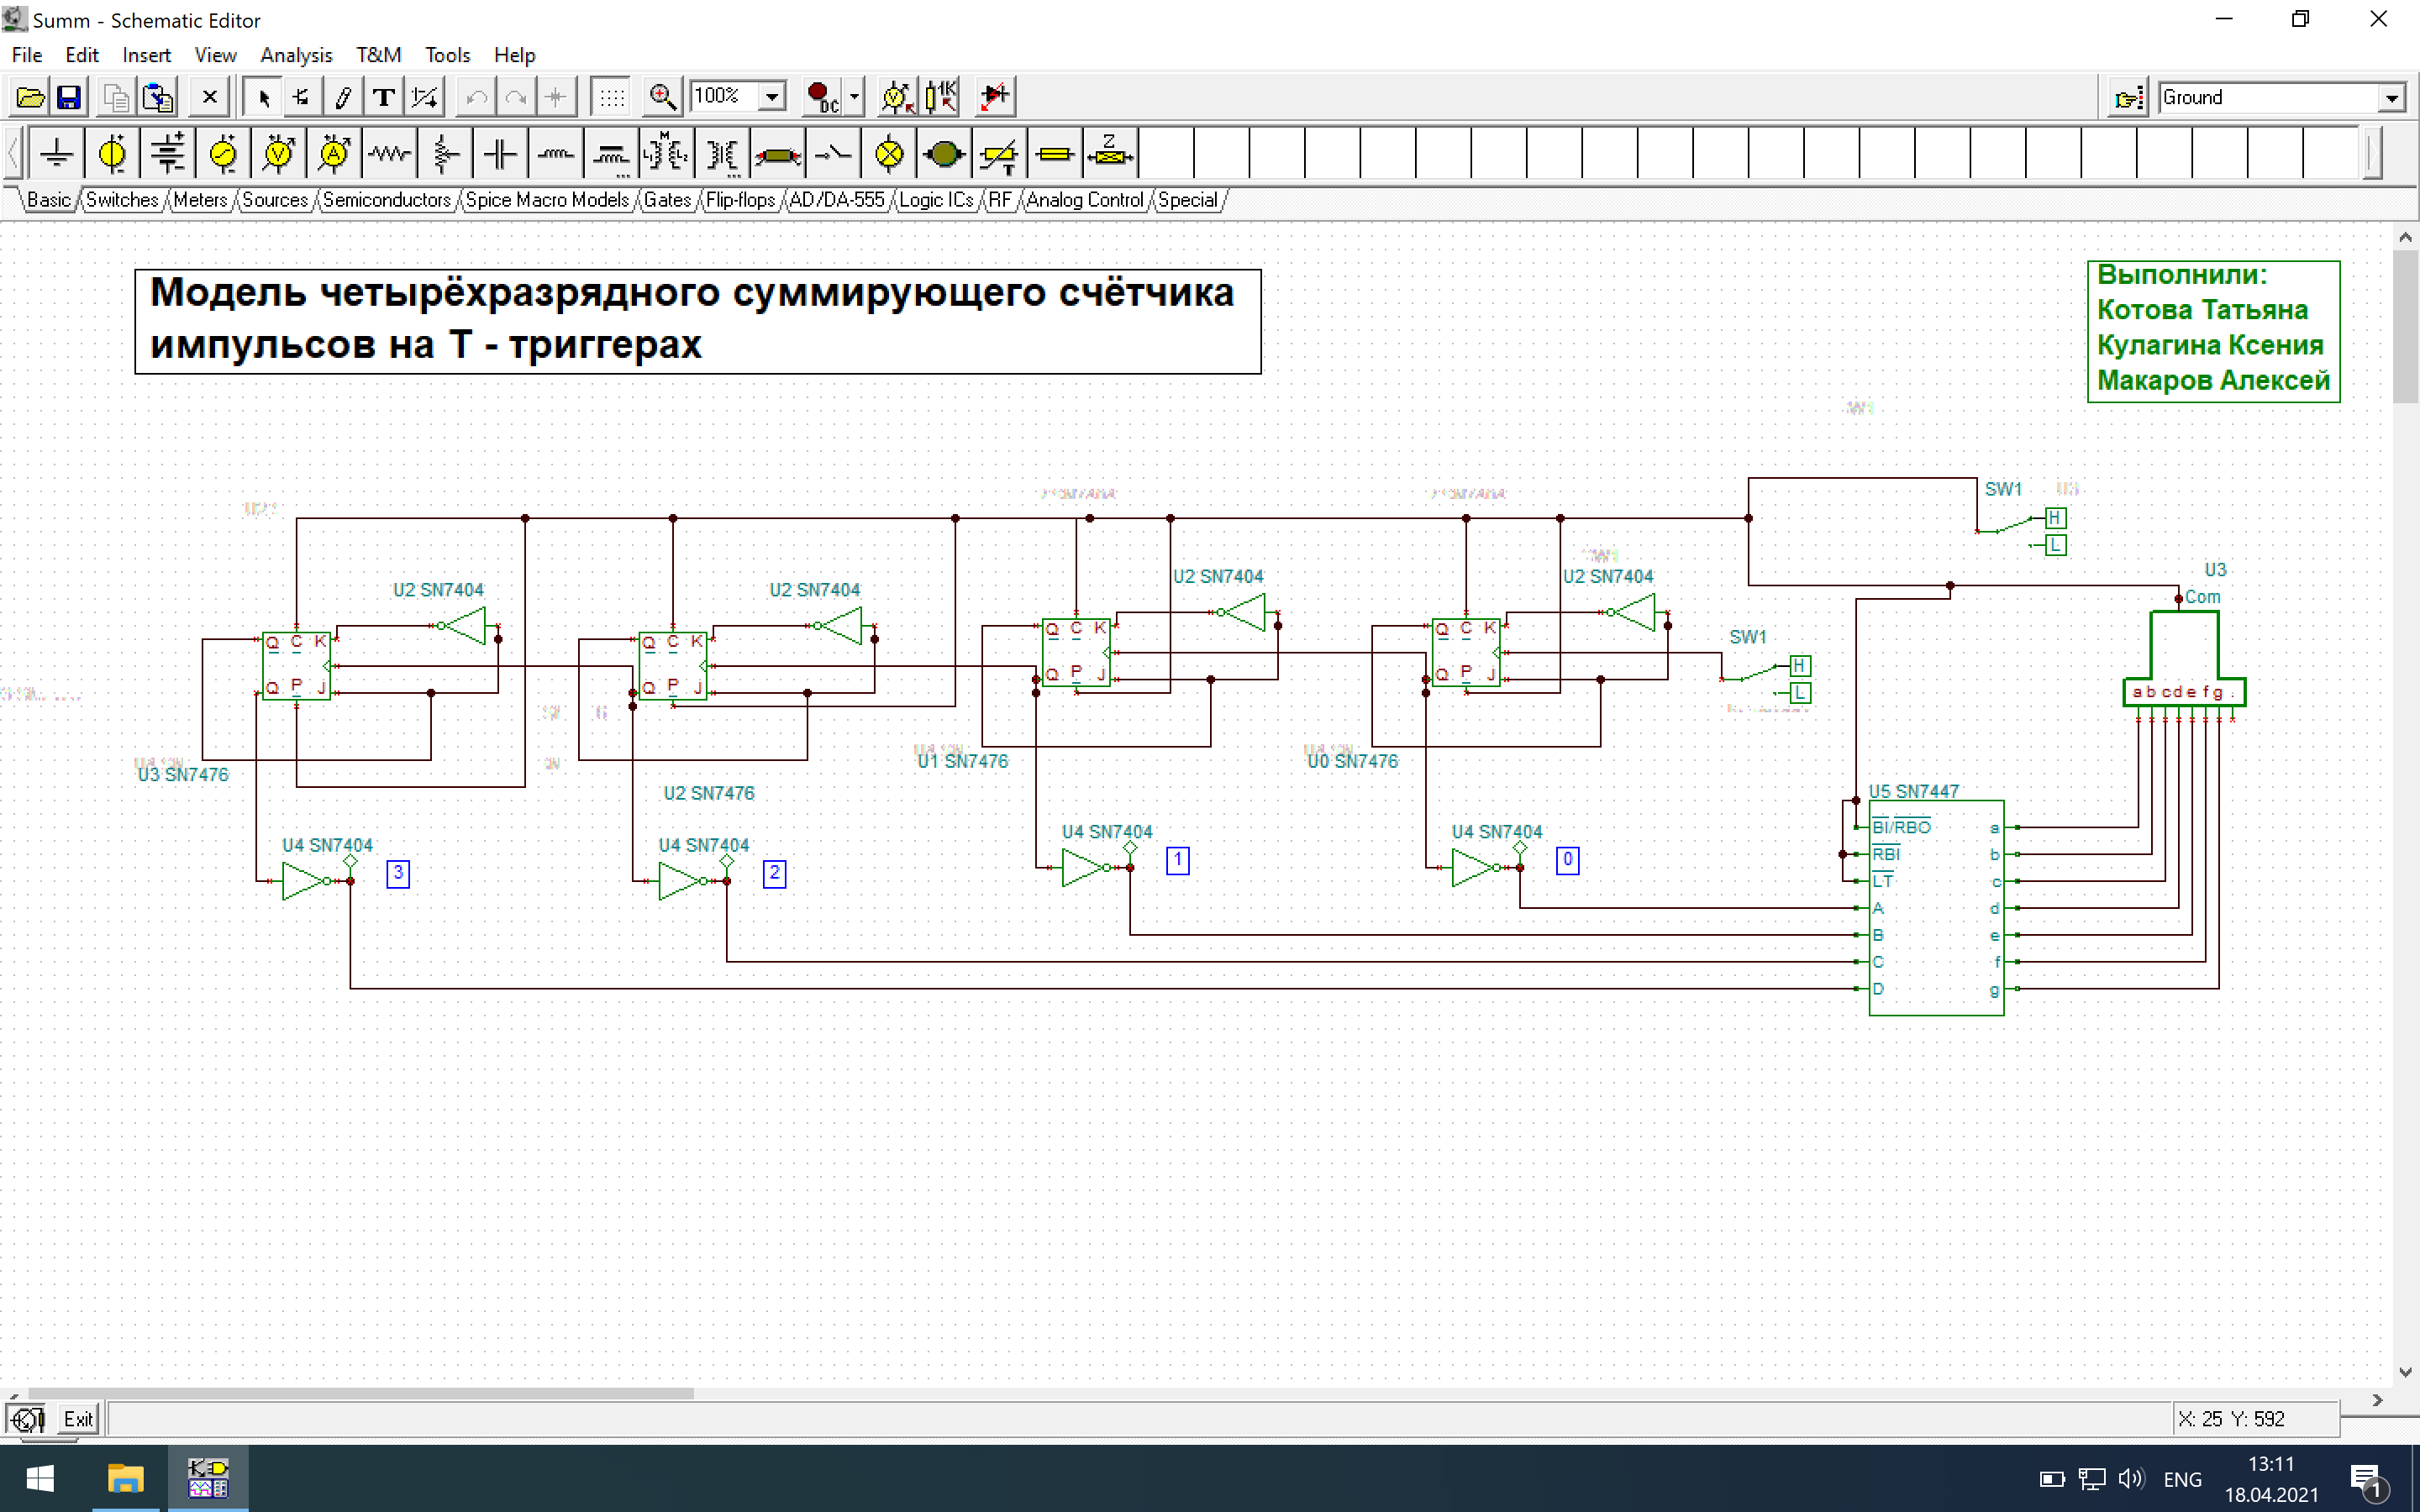 Summ - Schematic Editor
File Edit Insert View Analysis T&M Tools Help
DC
100%
1K
Ground
V A M Z T
Basic Switches Meters Sources Semiconductors Spice Macro Models Gates Flip-flops AD/DA-555 Logic ICs RF Analog Control Special
Модель четырёхразрядного суммирующего счётчика
импульсов на Т - триггерах
Выполнили:
Котова Татьяна
Кулагина Ксения
Макаров Алексей
SW1
H
L
U2 SN7404
U2 SN7404
U2 SN7404
U2 SN7404
U3
Com
Q C K
Q P J
Q C K
Q P J
Q C K
Q P J
Q C K
Q P J
SW1
H
L
a b c d e f g .
U3 SN7476
U2 SN7476
U1 SN7476
U0 SN7476
U5 SN7447
U4 SN7404
3
U4 SN7404
2
U4 SN7404
1
U4 SN7404
0
BI/RBO a
RBI b
LT c
A d
B e
C f
D g
Exit
X: 25 Y: 592
ENG
13:11
18.04.2021
1